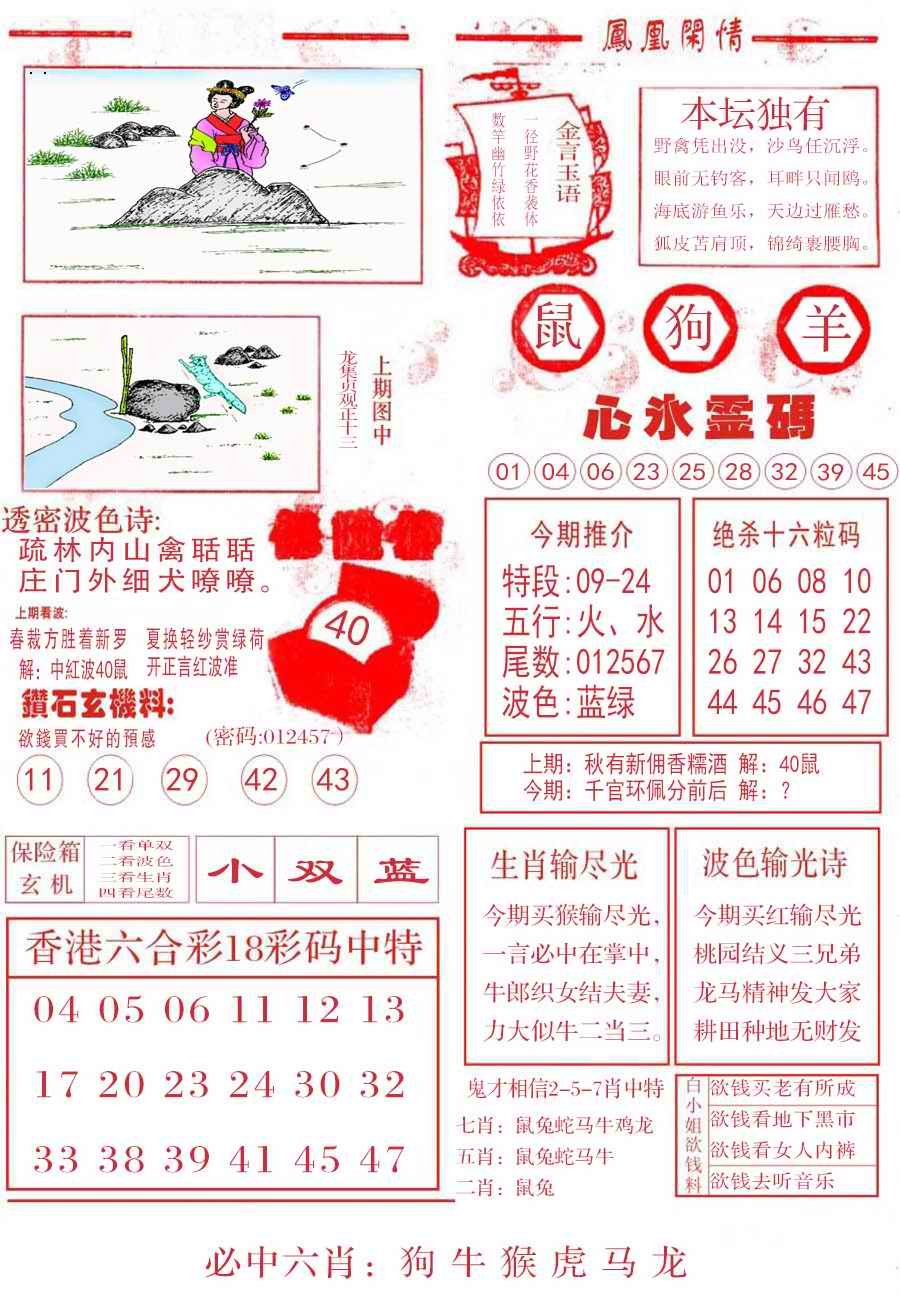 鳳凰閑情
金言玉语
一径野花香袭体
数竿幽竹绿依依
本坛独有
野禽凭出没，沙鸟任沉浮。
眼前无钓客，耳畔只闻鸥。
海底游鱼乐，天边过雁愁。
狐皮苫肩顶，锦绮裹腰胸。
鼠 狗 羊
上期图中
龙集贞观正十三
心水霊碼
01 04 06 23 25 28 32 39 45
透密波色诗:
疏林内山禽聒聒
庄门外细犬嘹嘹。
上期看波:
春裁方胜着新罗 夏换轻纱赏绿荷
解: 中紅波40鼠 开正言红波准
40
鑽石玄機料:
欲錢買不好的預感 (密码:012457)
11 21 29 42 43
今期推介
特段:09-24
五行:火、水
尾数:012567
波色:蓝绿
绝杀十六粒码
01 06 08 10
13 14 15 22
26 27 32 43
44 45 46 47
上期：秋有新佣香糯酒 解：40鼠
今期：千官环佩分前后 解：？
保险箱
玄机
一看单双
二看波色
三看生肖
四看尾数
小 双 蓝
香港六合彩18彩码中特
04 05 06 11 12 13
17 20 23 24 30 32
33 38 39 41 45 47
生肖输尽光
今期买猴输尽光，
一言必中在掌中，
牛郎织女结夫妻，
力大似牛二当三。
波色输光诗
今期买红输尽光
桃园结义三兄弟
龙马精神发大家
耕田种地无财发
鬼才相信2-5-7肖中特
七肖：鼠兔蛇马牛鸡龙
五肖：鼠兔蛇马牛
二肖：鼠兔
白小姐欲钱料
欲钱买老有所成
欲钱看地下黑市
欲钱看女人内裤
欲钱去听音乐
必中六肖：狗牛猴虎马龙